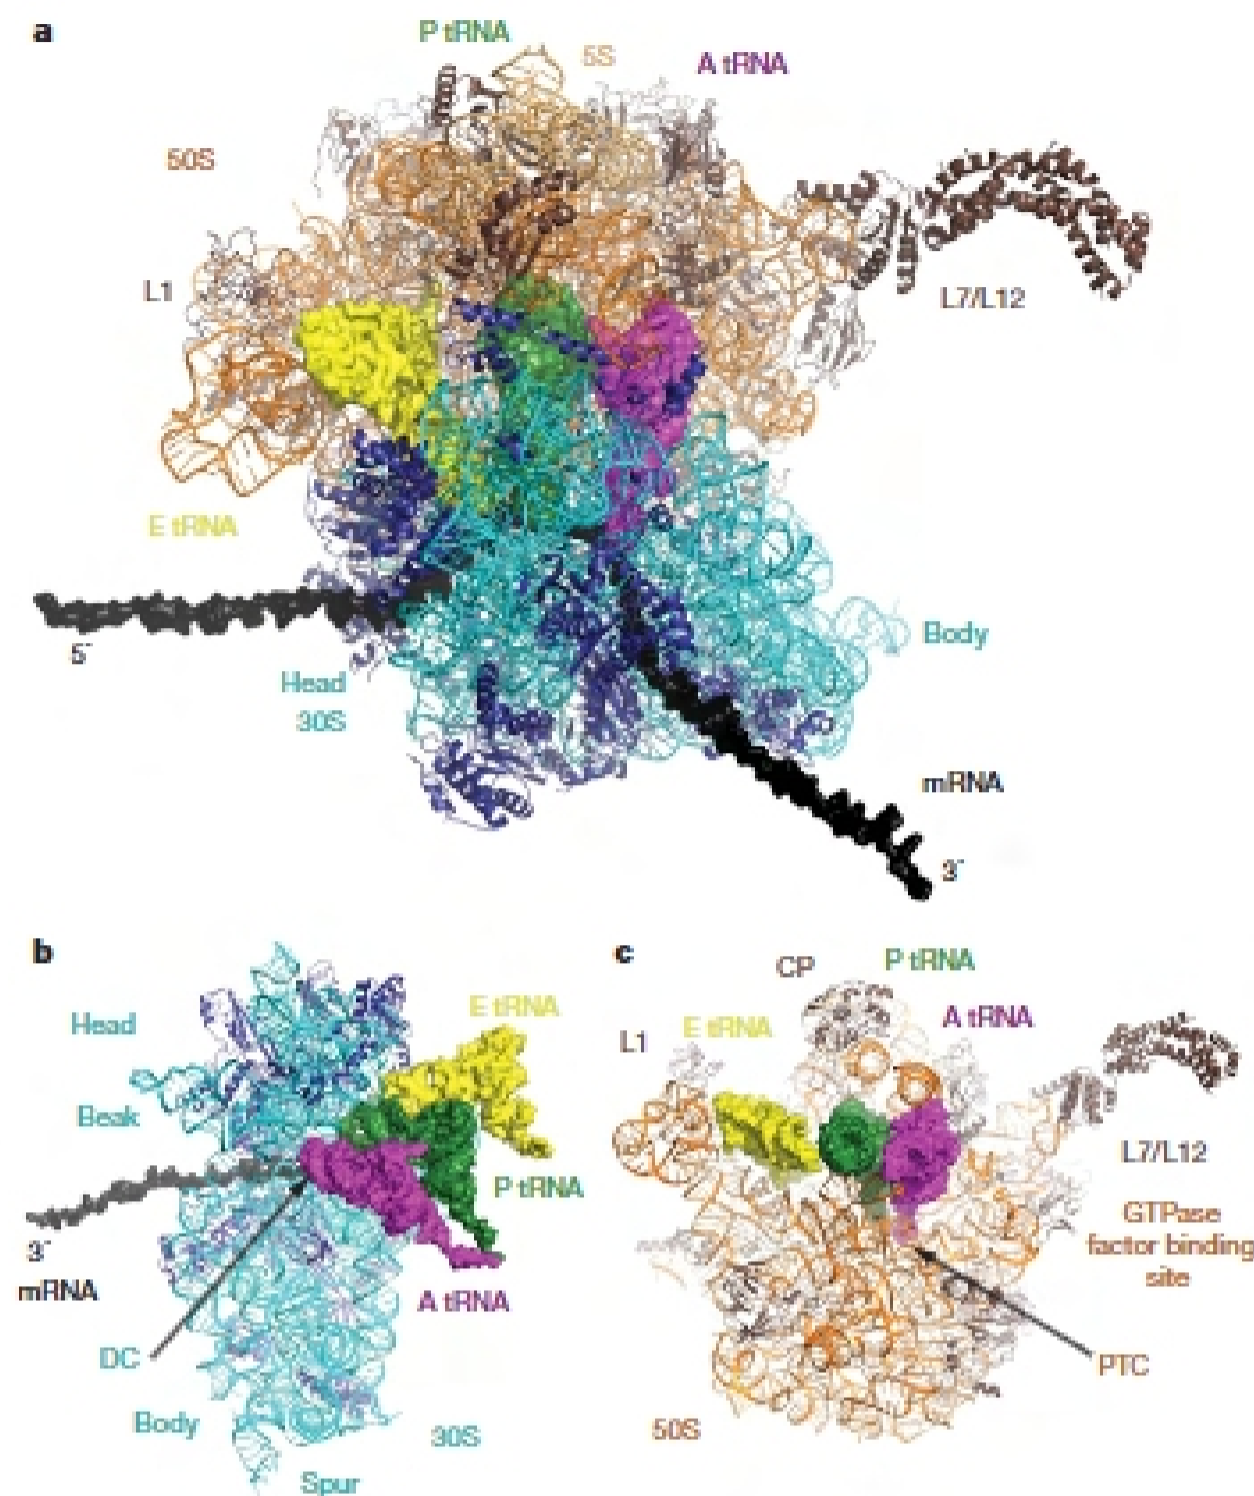 a
P tRNA
5S
A tRNA
50S
L1
L7/L12
E tRNA
5′
Body
Head
30S
mRNA
3′
b
Head
E tRNA
Beak
P tRNA
3′
mRNA
A tRNA
DC
Body
30S
Spur
c
CP
P tRNA
A tRNA
L1
E tRNA
L7/L12
GTPase
factor binding
site
PTC
50S